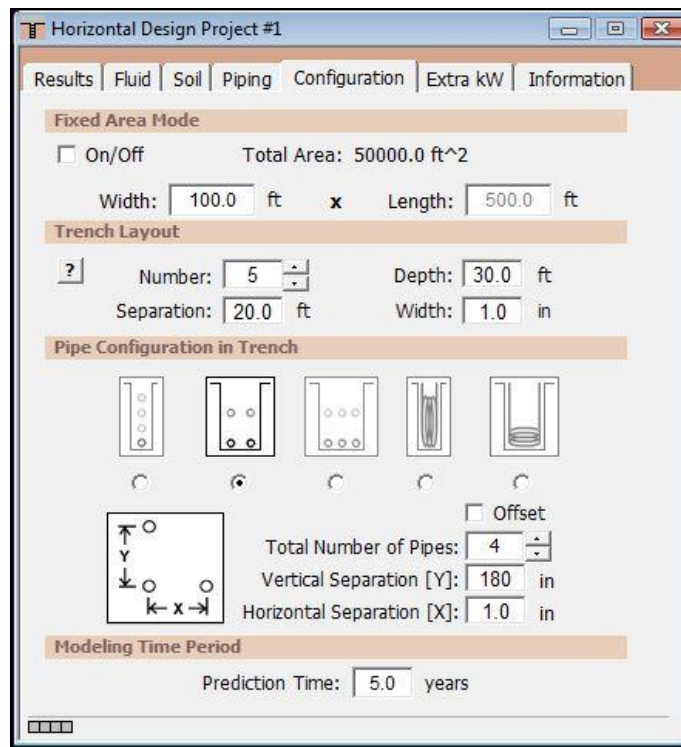 Horizontal Design Project #1
Results Fluid Soil Piping Configuration Extra kW Information
Fixed Area Mode
On/Off Total Area: 50000.0 ft^2
Width: 100.0 ft x Length: 500.0 ft
Trench Layout
? Number: 5 Depth: 30.0 ft
Separation: 20.0 ft Width: 1.0 in
Pipe Configuration in Trench
Offset
Y
X
Total Number of Pipes: 4
Vertical Separation [Y]: 180 in
Horizontal Separation [X]: 1.0 in
Modeling Time Period
Prediction Time: 5.0 years